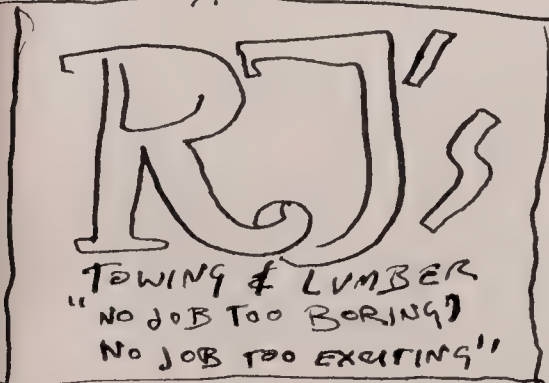 RJ's
TOWING & LUMBER
"NO JOB TOO BORING,
NO JOB TOO EXCITING"